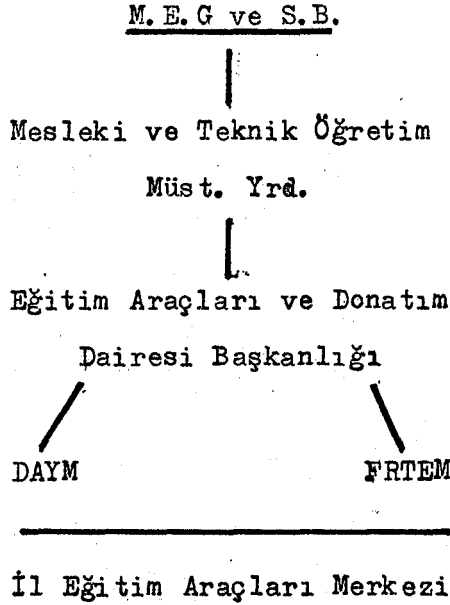 M.E.G ve S.B.
Mesleki ve Teknik Öğretim
Müst. Yrd.
Eğitim Araçları ve Donatım
Dairesi Başkanlığı
DAYM FRTEM
İl Eğitim Araçları Merkezi